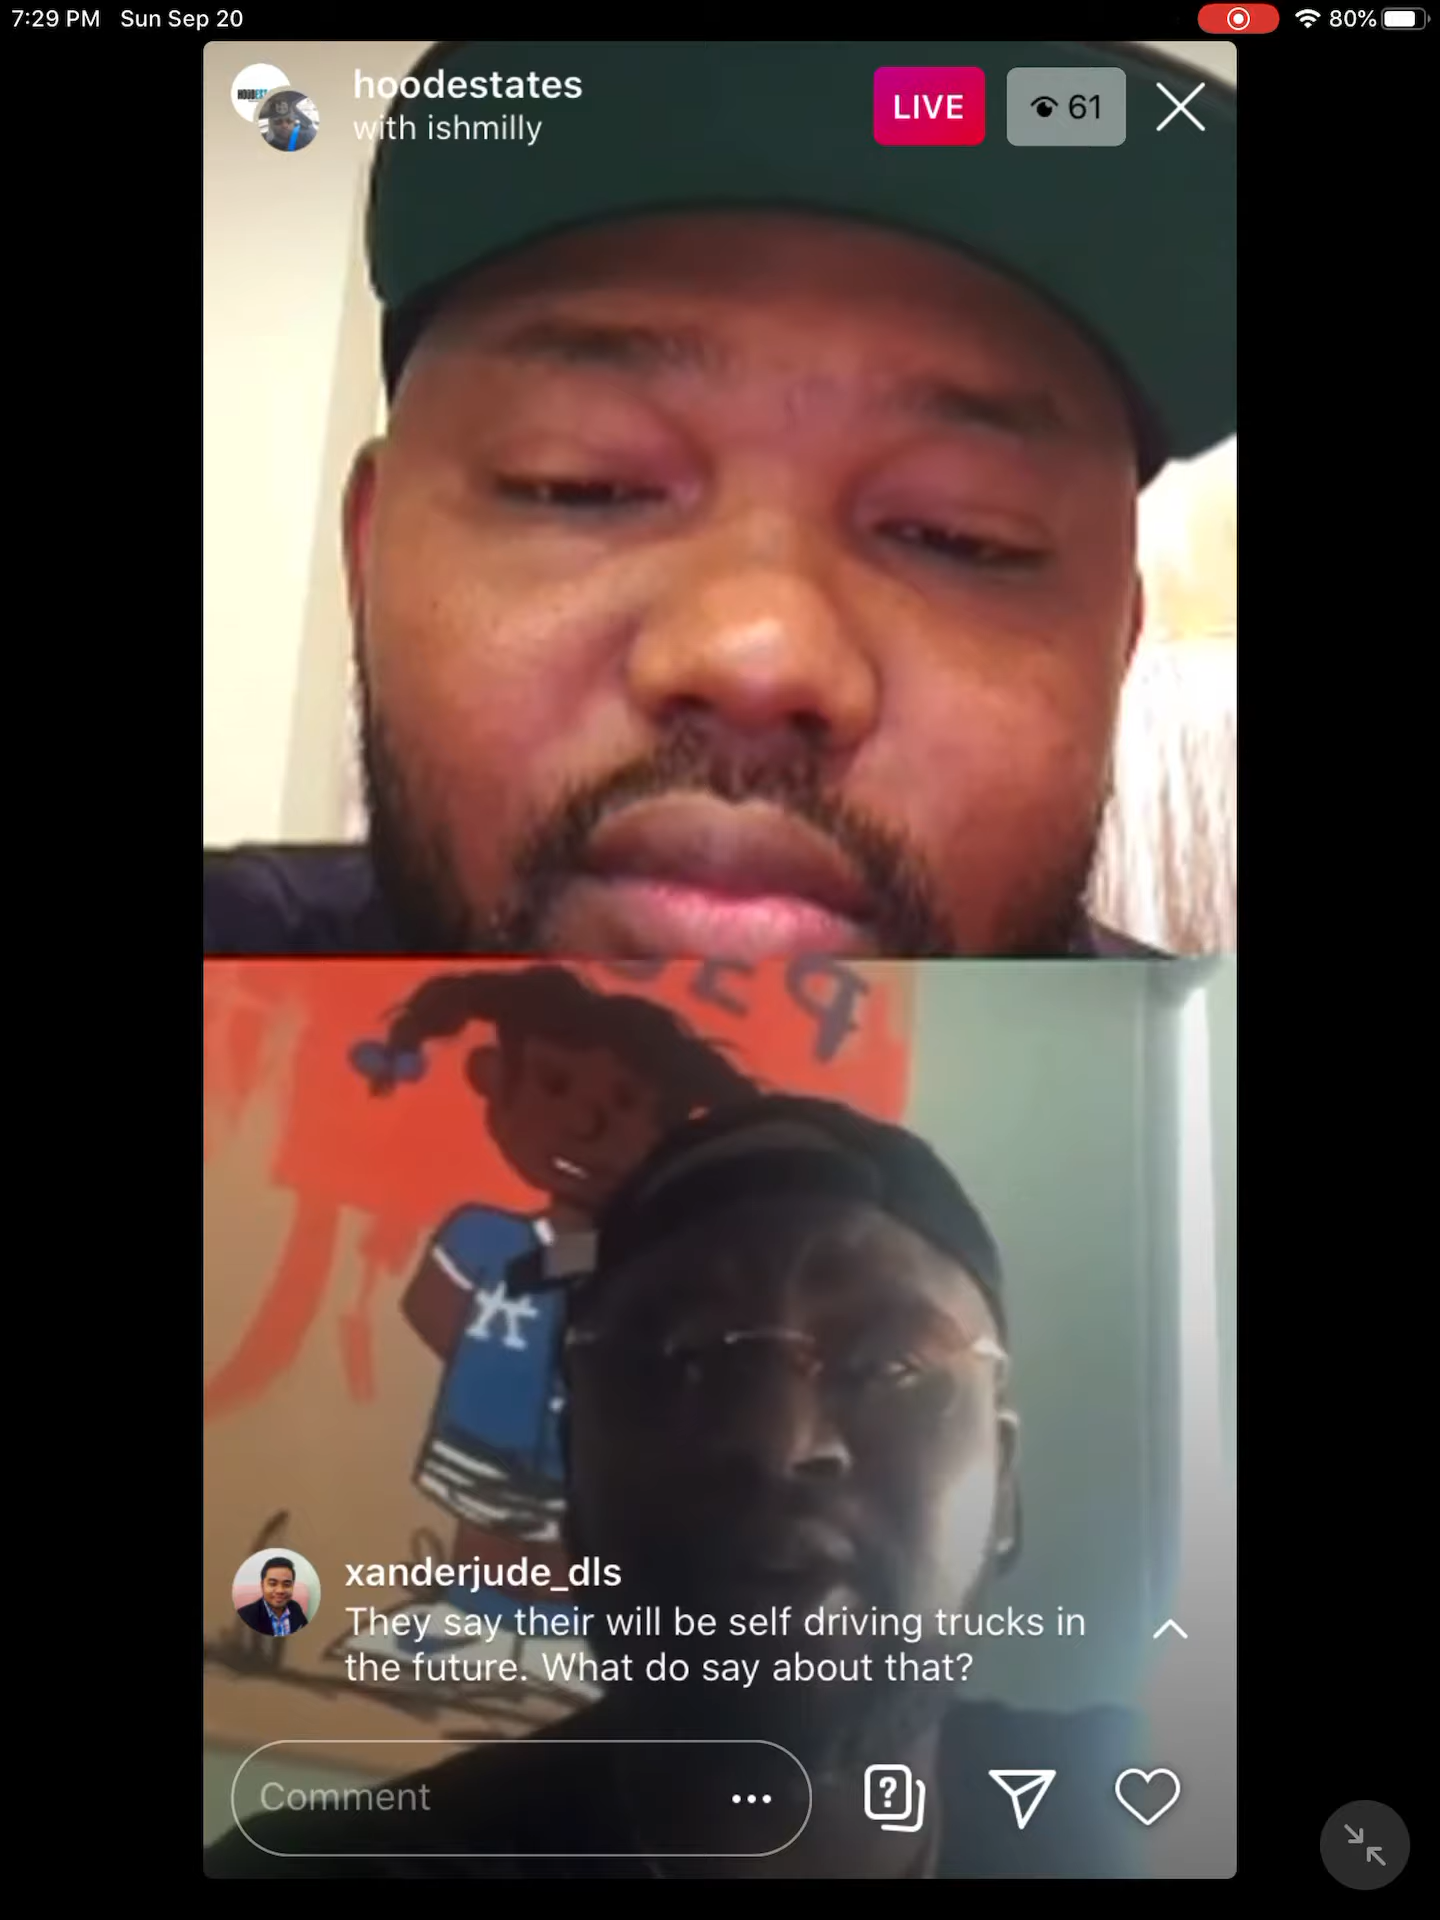 7:29 PM Sun Sep 20
80%
hoodestates
with ishmilly
LIVE
61
xanderjude_dls
They say their will be self driving trucks in
the future. What do say about that?
Comment